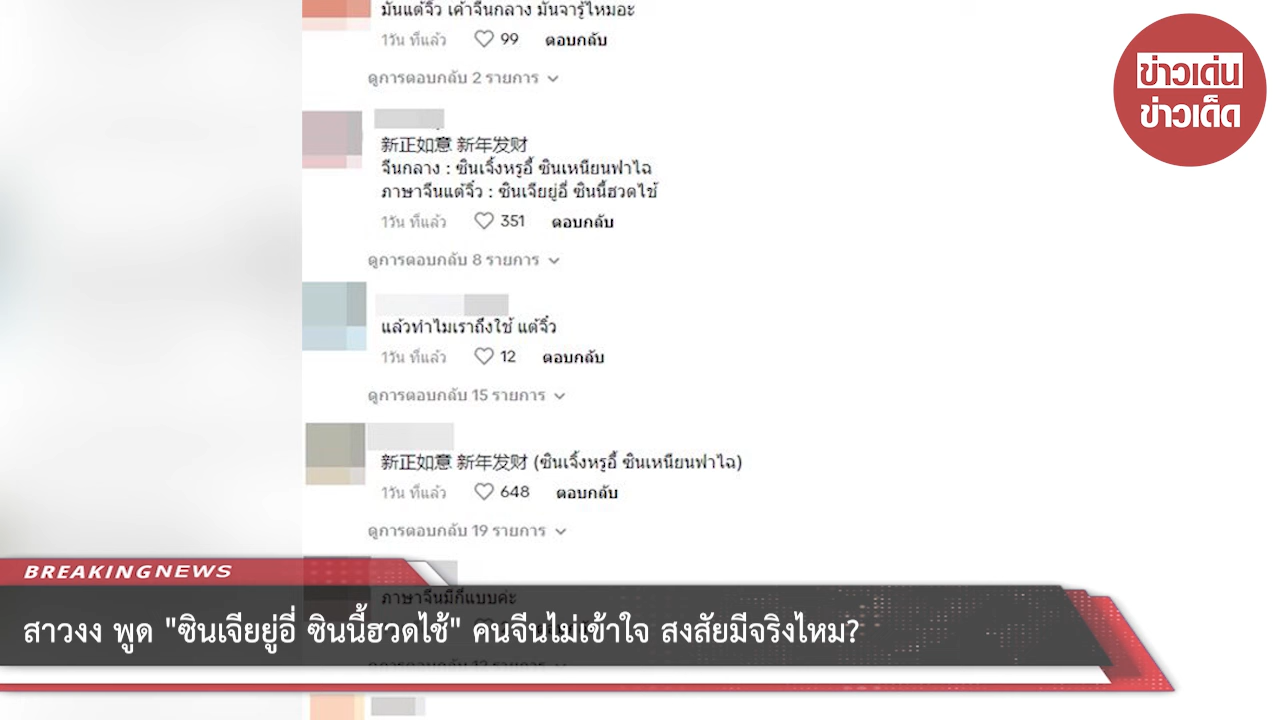 มันแต้จิ๋ว เค้าจีนกลาง มันจารู้ไหมอะ
1วัน ที่แล้ว 99 ตอบกลับ
ดูการตอบกลับ 2 รายการ
ข่าวเด่น
ข่าวเด็ด
新正如意 新年发财
จีนกลาง : ซินเจิ้งหรูอี้ ซินเหนียนฟาไฉ
ภาษาจีนแต้จิ๋ว : ซินเจียยู่อี่ ซินนี้ฮวดไช้
1วัน ที่แล้ว 351 ตอบกลับ
ดูการตอบกลับ 8 รายการ
แล้วทำไมเราถึงใช้ แต้จิ๋ว
1วัน ที่แล้ว 12 ตอบกลับ
ดูการตอบกลับ 15 รายการ
新正如意 新年发财 (ซินเจิ้งหรูอี้ ซินเหนียนฟาไฉ)
1วัน ที่แล้ว 648 ตอบกลับ
ดูการตอบกลับ 19 รายการ
BREAKINGNEWS
ภาษาจีนมีกี่แบบค่ะ
สาวงง พูด "ซินเจียยู่อี่ ซินนี้ฮวดไช้" คนจีนไม่เข้าใจ สงสัยมีจริงไหม?